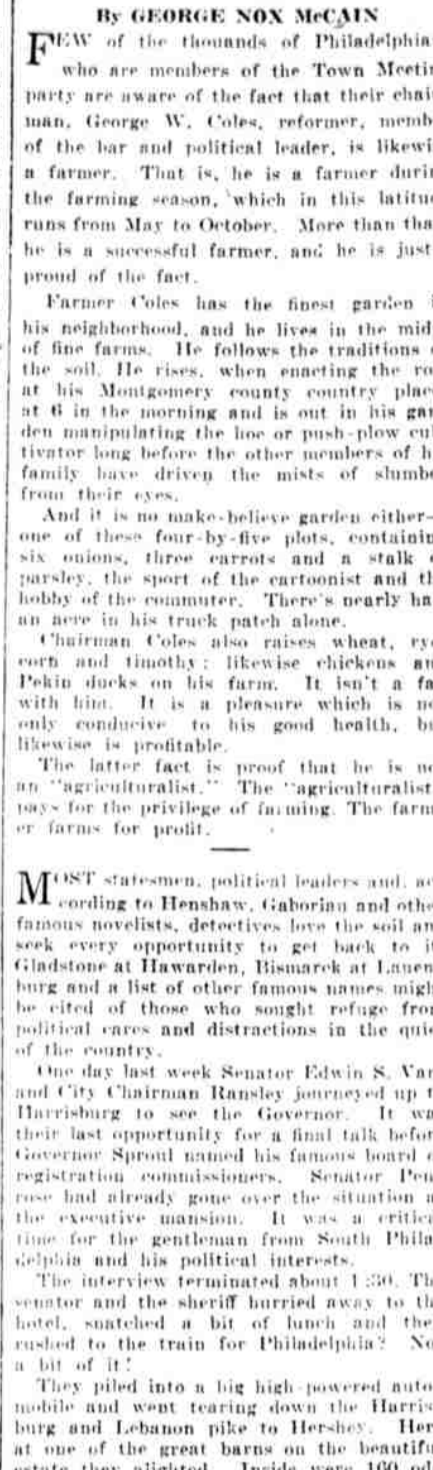 By GEORGE NOX McCAIN
FEW of the thousands of Philadelphia
who are members of the Town Meetin
party are aware of the fact that their chair
man, George W. Coles, reformer, memb
of the bar and political leader, is likewi
a farmer. That is, he is a farmer durin
the farming season, which in this latitud
runs from May to October. More than tha
he is a successful farmer, and he is just
proud of the fact.
Farmer Coles has the finest garden i
his neighborhood, and he lives in the mid
of fine farms. He follows the traditions o
the soil. He rises, when enacting the ro
at his Montgomery county country place
at 6 in the morning and is out in his gar
den manipulating the hoe or push-plow cul
tivator long before the other members of h
family have driven the mists of slumbe
from their eyes.
And it is no make-believe garden either—
one of these four-by-five plots, containin
six onions, three carrots and a stalk o
parsley, the sport of the cartoonist and th
hobby of the commuter. There's nearly ha
an acre in his truck patch alone.
Chairman Coles also raises wheat, rye
corn and timothy; likewise chickens an
Pekin ducks on his farm. It isn't a fa
with him. It is a pleasure which is no
only conducive to his good health, bu
likewise is profitable.
The latter fact is proof that he is no
an "agriculturalist." The "agriculturalist
pays for the privilege of farming. The farm
er farms for profit.
MOST statesmen, political leaders and, ac
cording to Henshaw, Gaboriau and othe
famous novelists, detectives love the soil an
seek every opportunity to get back to i
Gladstone at Hawarden, Bismarck at Lauen
burg and a list of other famous names migh
be cited of those who sought refuge from
political cares and distractions in the quie
of the country.
One day last week Senator Edwin S. Var
and City Chairman Ransley journeyed up t
Harrisburg to see the Governor. It wa
their last opportunity for a final talk befor
Governor Sproul named his famous board o
registration commissioners. Senator Pen
rose had already gone over the situation a
the executive mansion. It was a critica
time for the gentleman from South Phila
delphia and his political interests.
The interview terminated about 1:30. Th
senator and the sheriff hurried away to th
hotel, snatched a bit of lunch and the
rushed to the train for Philadelphia? No
a bit of it!
They piled into a big high-powered auto
mobile and went tearing down the Harris
burg and Lebanon pike to Hershey. Her
at one of the great barns on the beautifu
estate they alighted. Inside were 160 od